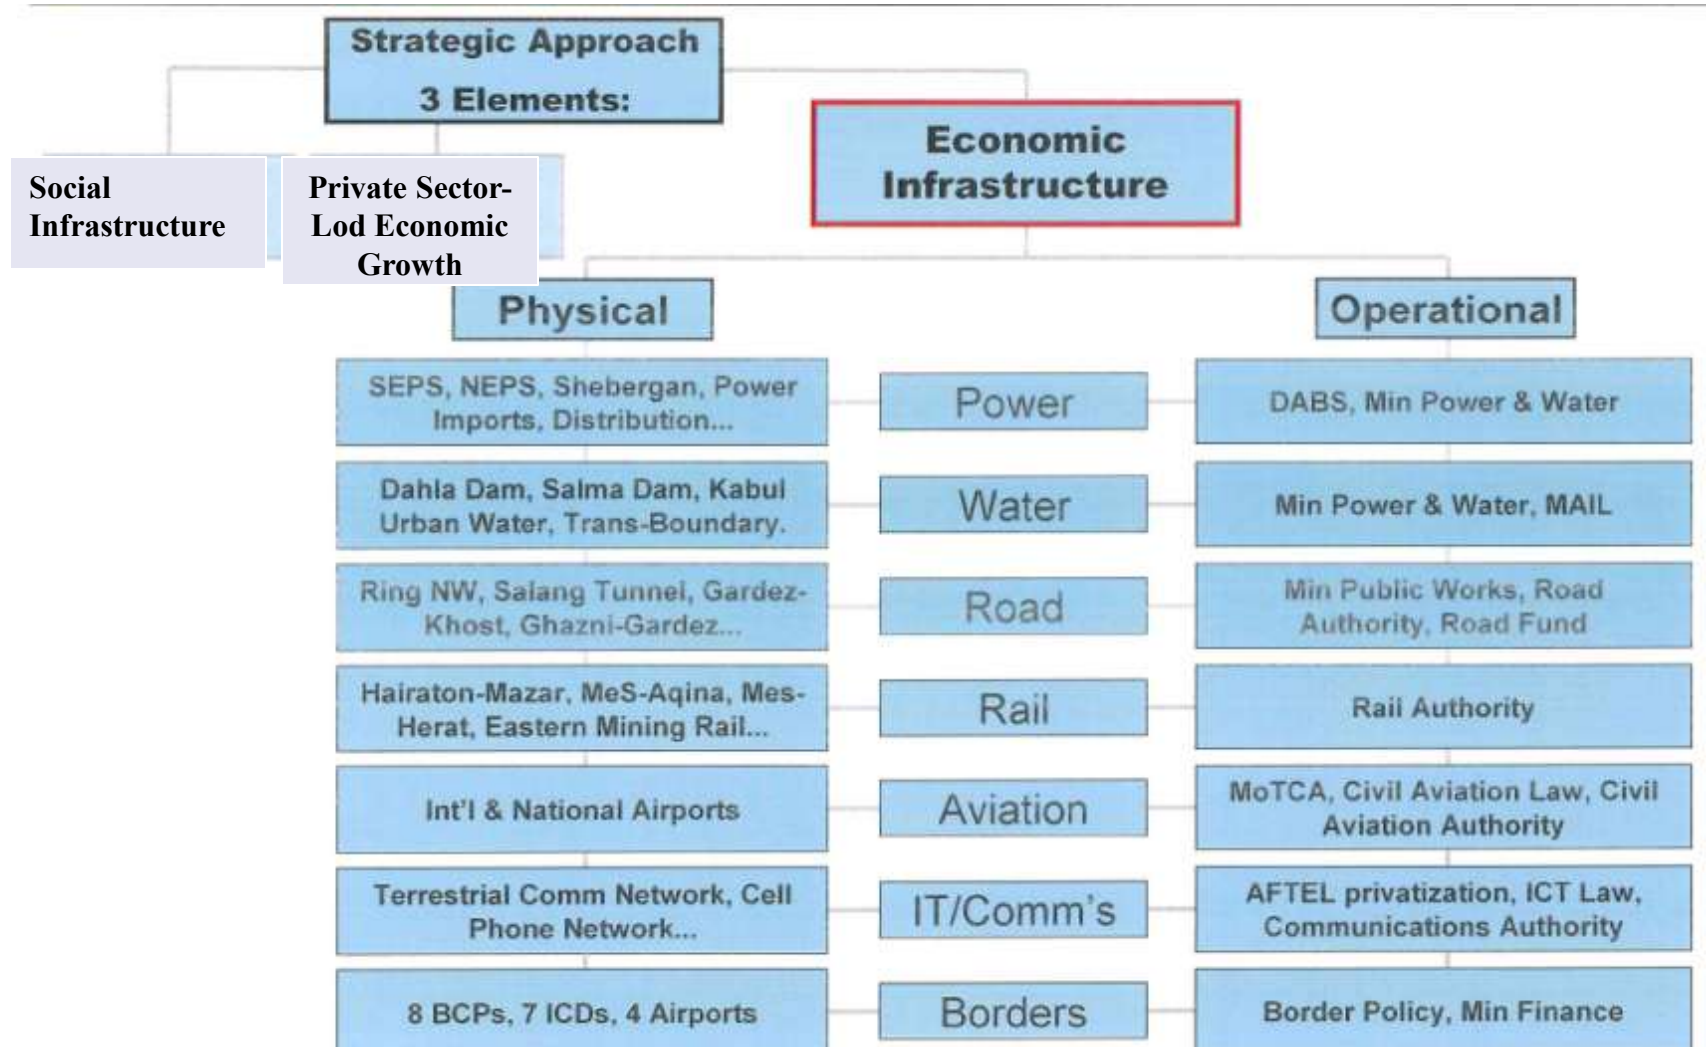 Strategic Approach
3 Elements:
Economic
Infrastructure
Social
Infrastructure
Private Sector-
Lod Economic
Growth
Physical
Operational
SEPS, NEPS, Shebergan, Power
Imports, Distribution...
Power
DABS, Min Power & Water
Dahla Dam, Salma Dam, Kabul
Urban Water, Trans-Boundary.
Water
Min Power & Water, MAIL
Ring NW, Salang Tunnel, Gardez-
Khost, Ghazni-Gardez...
Road
Min Public Works, Road
Authority, Road Fund
Hairaton-Mazar, MeS-Aqina, Mes-
Herat, Eastern Mining Rail...
Rail
Rail Authority
Int'l & National Airports
Aviation
MoTCA, Civil Aviation Law, Civil
Aviation Authority
Terrestrial Comm Network, Cell
Phone Network...
IT/Comm's
AFTEL privatization, ICT Law,
Communications Authority
8 BCPs, 7 ICDs, 4 Airports
Borders
Border Policy, Min Finance